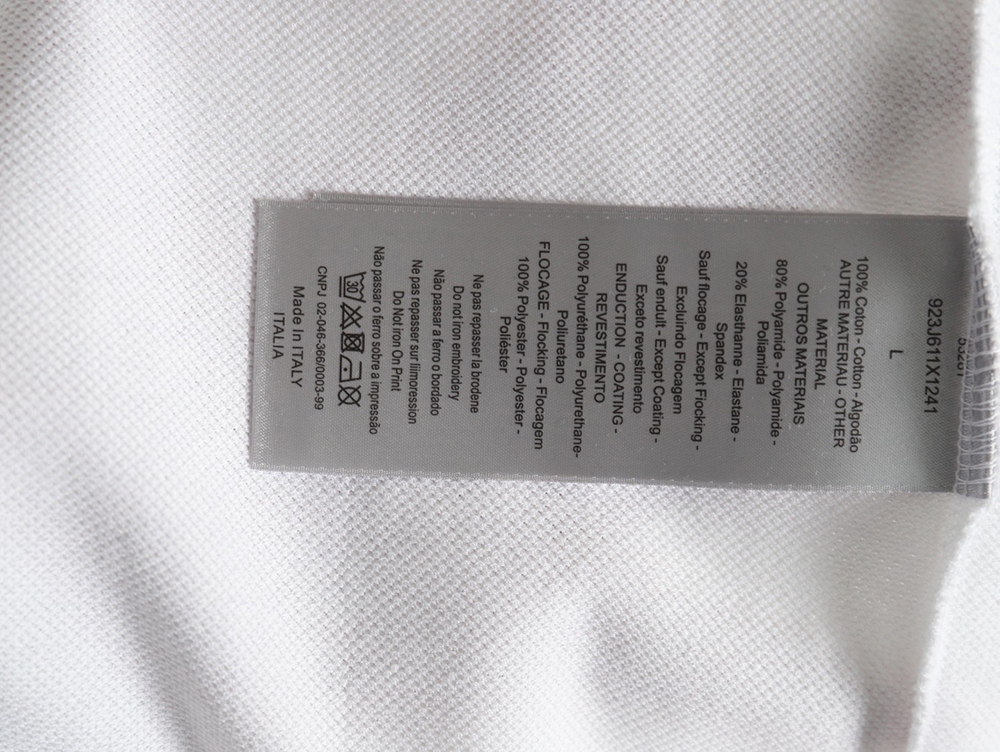 923J611X1241
L
100% Coton - Cotton - Algodão
AUTRE MATERIAU - OTHER
MATERIAL
OUTROS MATERIAIS
80% Polyamide - Polyamide -
Poliamida
20% Elasthanne - Elastane -
Spandex
Sauf flocage - Except Flocking -
Excluindo Flocagem
Sauf enduit - Except Coating -
Exceto revestimento
ENDUCTION - COATING -
REVESTIMENTO
100% Polyurethane - Polyurethane-
Poliuretano
FLOCAGE - Flocking - Flocagem
100% Polyester - Polyester -
Poliéster
Ne pas repasser la brodene
Do not iron embroidery
Não passar a ferro o bordado
Ne pas repasser sur limoression
Do Not iron On Print
Não passar o ferro sobre a impressão
30
CNPJ 02-046-366/0003-99
Made In ITALY
ITALIA